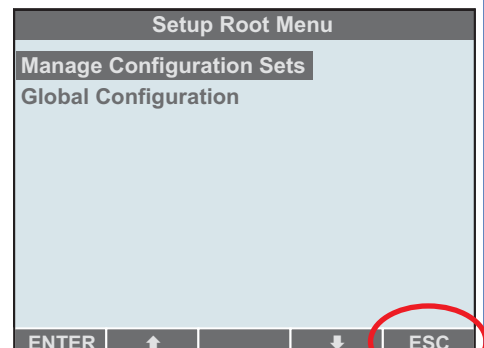 Setup Root Menu
Manage Configuration Sets
Global Configuration
ENTER ⬆ ⬇ ESC